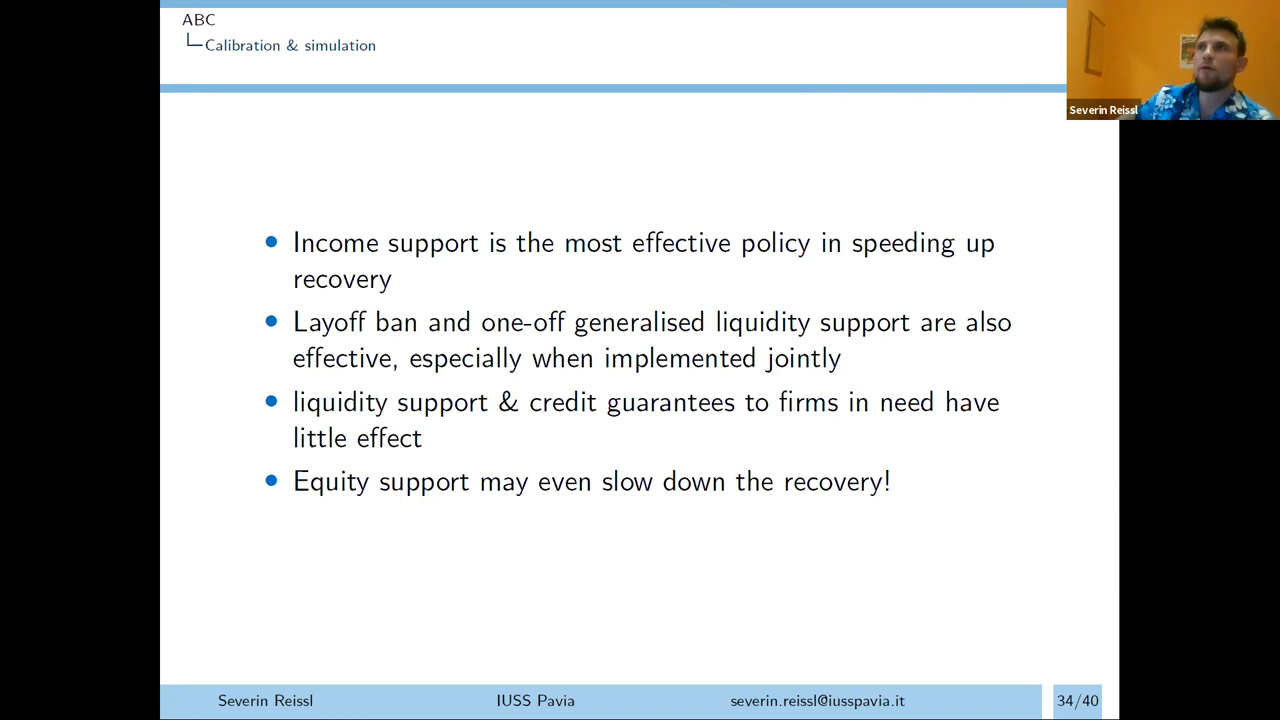 ABC
Calibration & simulation
Severin Reissl
• Income support is the most effective policy in speeding up
recovery
• Layoff ban and one-off generalised liquidity support are also
effective, especially when implemented jointly
• liquidity support & credit guarantees to firms in need have
little effect
• Equity support may even slow down the recovery!
Severin Reissl
IUSS Pavia
severin.reissl@iusspavia.it
34/40